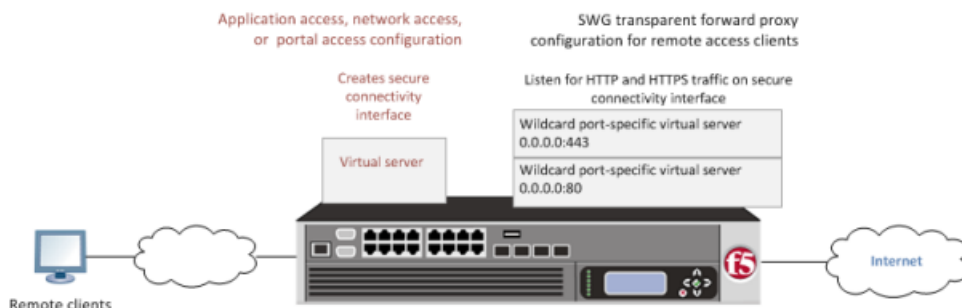 Application access, network access,
or portal access configuration
SWG transparent forward proxy
configuration for remote access clients
Creates secure
connectivity
interface
Listen for HTTP and HTTPS traffic on secure
connectivity interface
Virtual server
Wildcard port-specific virtual server
0.0.0.0:443
Wildcard port-specific virtual server
0.0.0.0:80
f5
Internet
Remote clients